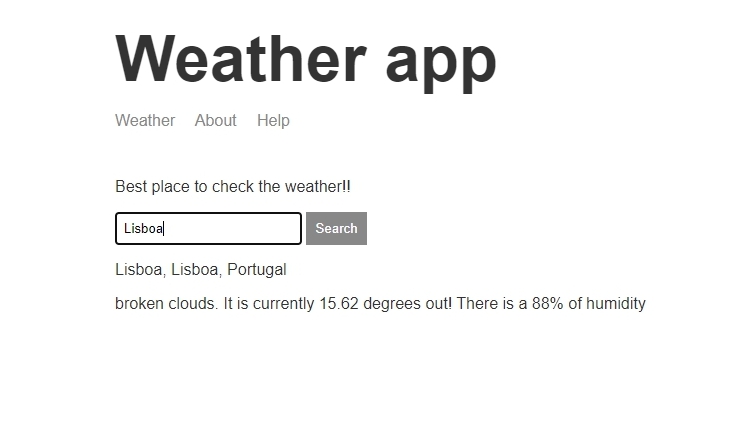 Weather app
Weather About Help
Best place to check the weather!!
Lisboa Search
Lisboa, Lisboa, Portugal
broken clouds. It is currently 15.62 degrees out! There is a 88% of humidity